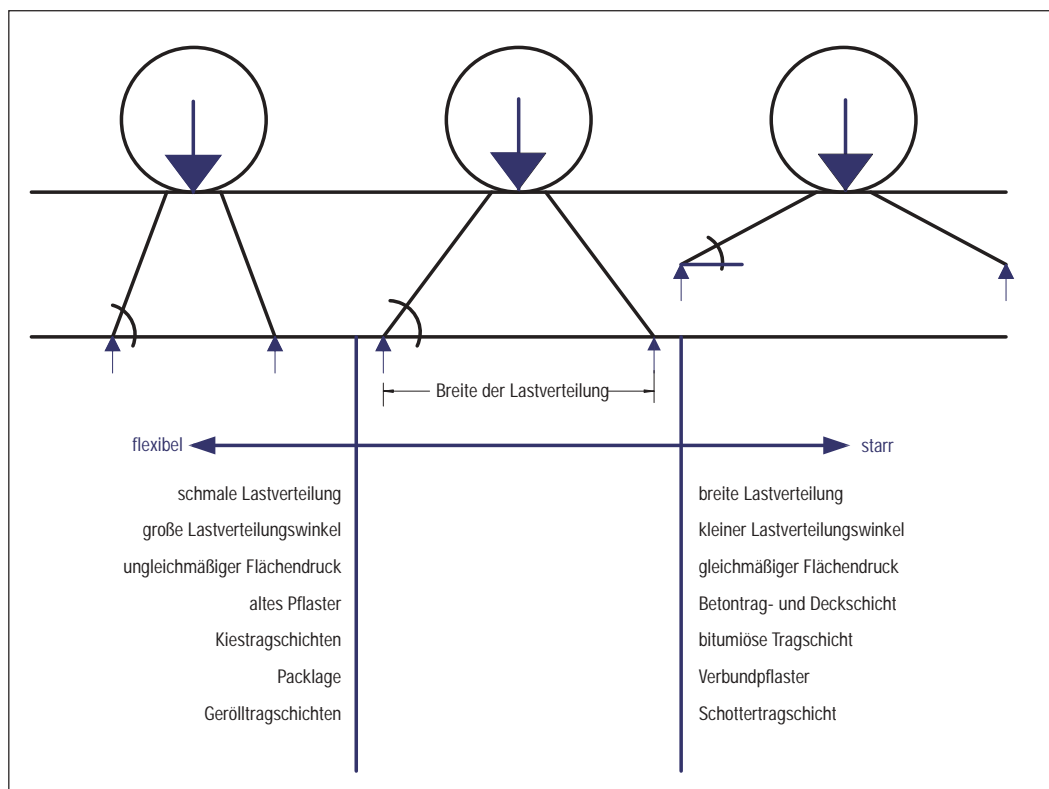 Breite der Lastverteilung
flexibel
starr
schmale Lastverteilung
große Lastverteilungswinkel
ungleichmäßiger Flächendruck
altes Pflaster
Kiestragschichten
Packlage
Gerölltragschichten
breite Lastverteilung
kleiner Lastverteilungswinkel
gleichmäßiger Flächendruck
Betontrag- und Deckschicht
bitumiöse Tragschicht
Verbundpflaster
Schottertragschicht